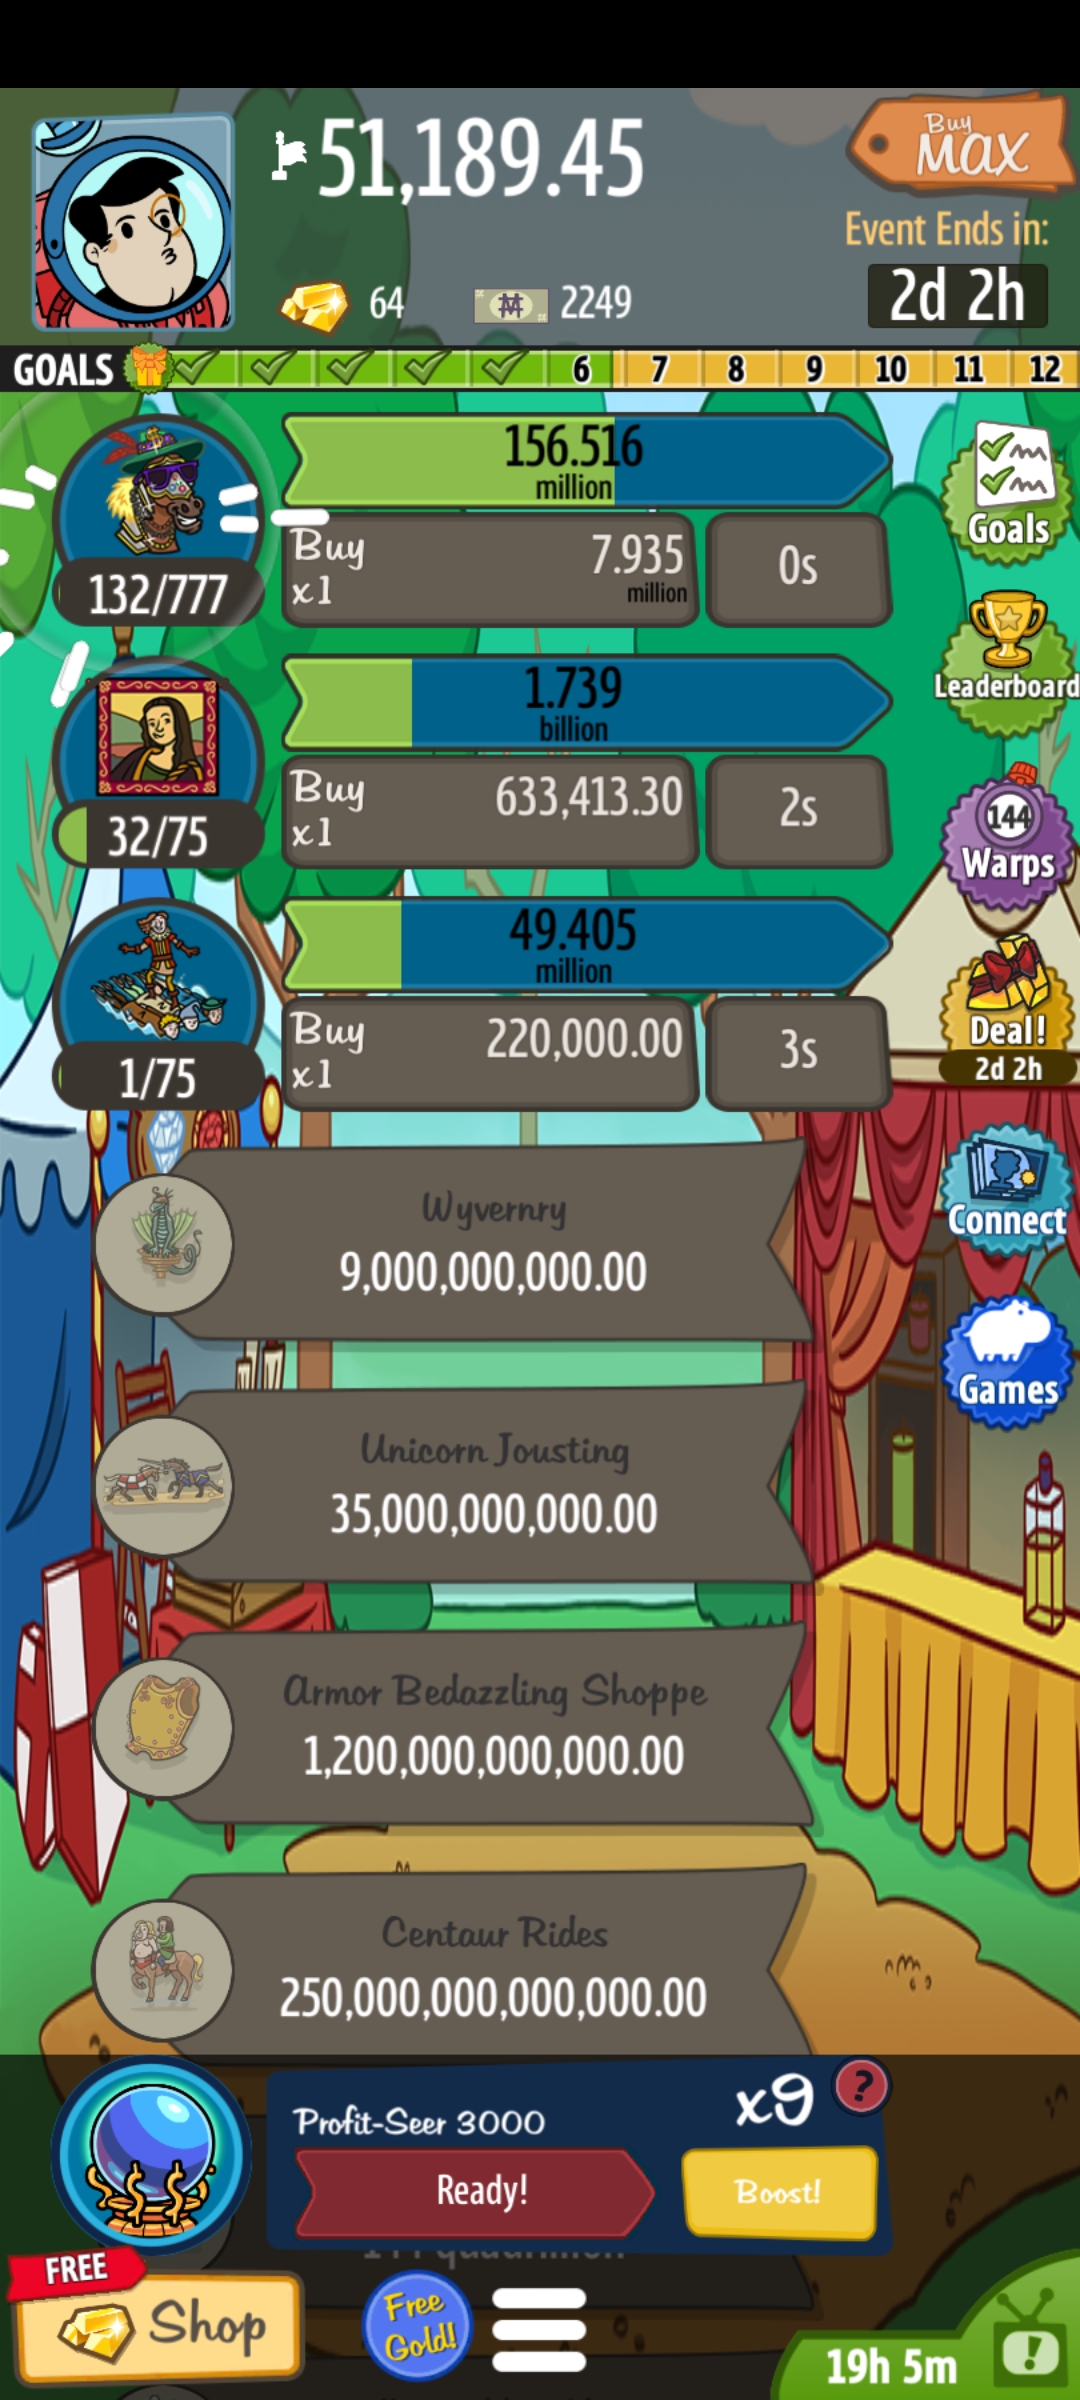 51,189.45
Buy
MAX
Event Ends in:
64
2249
2d 2h
GOALS
6 7 8 9 10 11 12
156.516
million
Buy
x1
7.935
million
0s
132/777
Goals
1.739
billion
Leaderboard
Buy
x1
633,413.30
2s
32/75
144
Warps
49.405
million
Buy
x1
220,000.00
3s
1/75
Deal!
2d 2h
Wyvernry
9,000,000,000.00
Connect
Unicorn Jousting
35,000,000,000.00
Games
Armor Bedazzling Shoppe
1,200,000,000,000.00
Centaur Rides
250,000,000,000,000.00
Profit-Seer 3000
x9
?
Ready!
Boost!
FREE
Shop
Free
Gold!
19h 5m
!